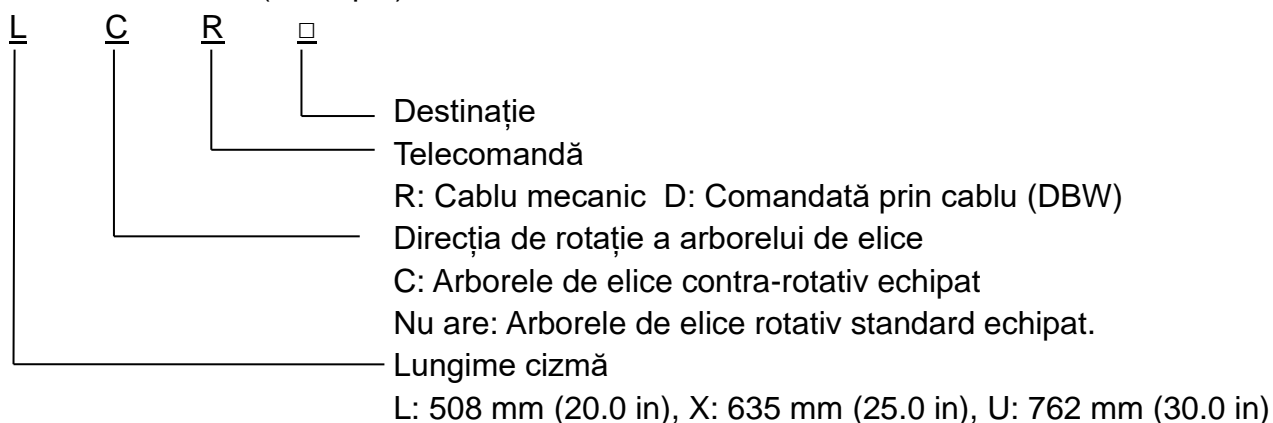 L C R □
Destinație
Telecomandă
R: Cablu mecanic D: Comandată prin cablu (DBW)
Direcția de rotație a arborelui de elice
C: Arborele de elice contra-rotativ echipat
Nu are: Arborele de elice rotativ standard echipat.
Lungime cizmă
L: 508 mm (20.0 in), X: 635 mm (25.0 in), U: 762 mm (30.0 in)